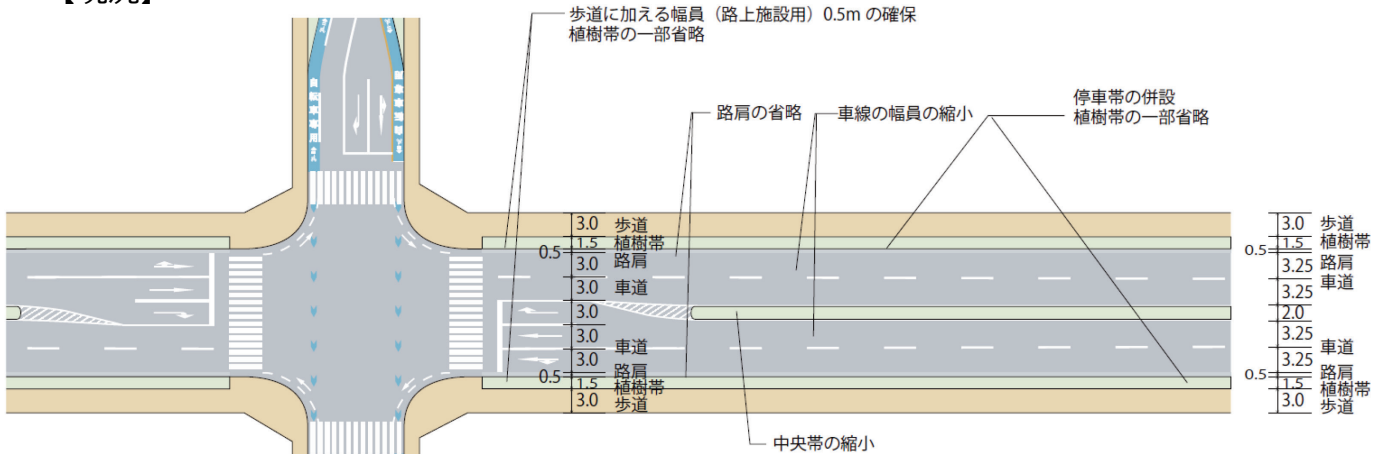 歩道に加える幅員（路上施設用）0.5m の確保
植樹帯の一部省略
路肩の省略
車線の幅員の縮小
停車帯の併設
植樹帯の一部省略
自転車専用
3.0 歩道
1.5 植樹帯
0.5 路肩
3.0
3.0 車道
3.0
3.0
3.0 車道
0.5 路肩
1.5 植樹帯
3.0 歩道
3.0 歩道
1.5 植樹帯
0.5 路肩
3.25
3.25 車道
2.0
3.25
3.25 車道
0.5 路肩
1.5 植樹帯
3.0 歩道
中央帯の縮小